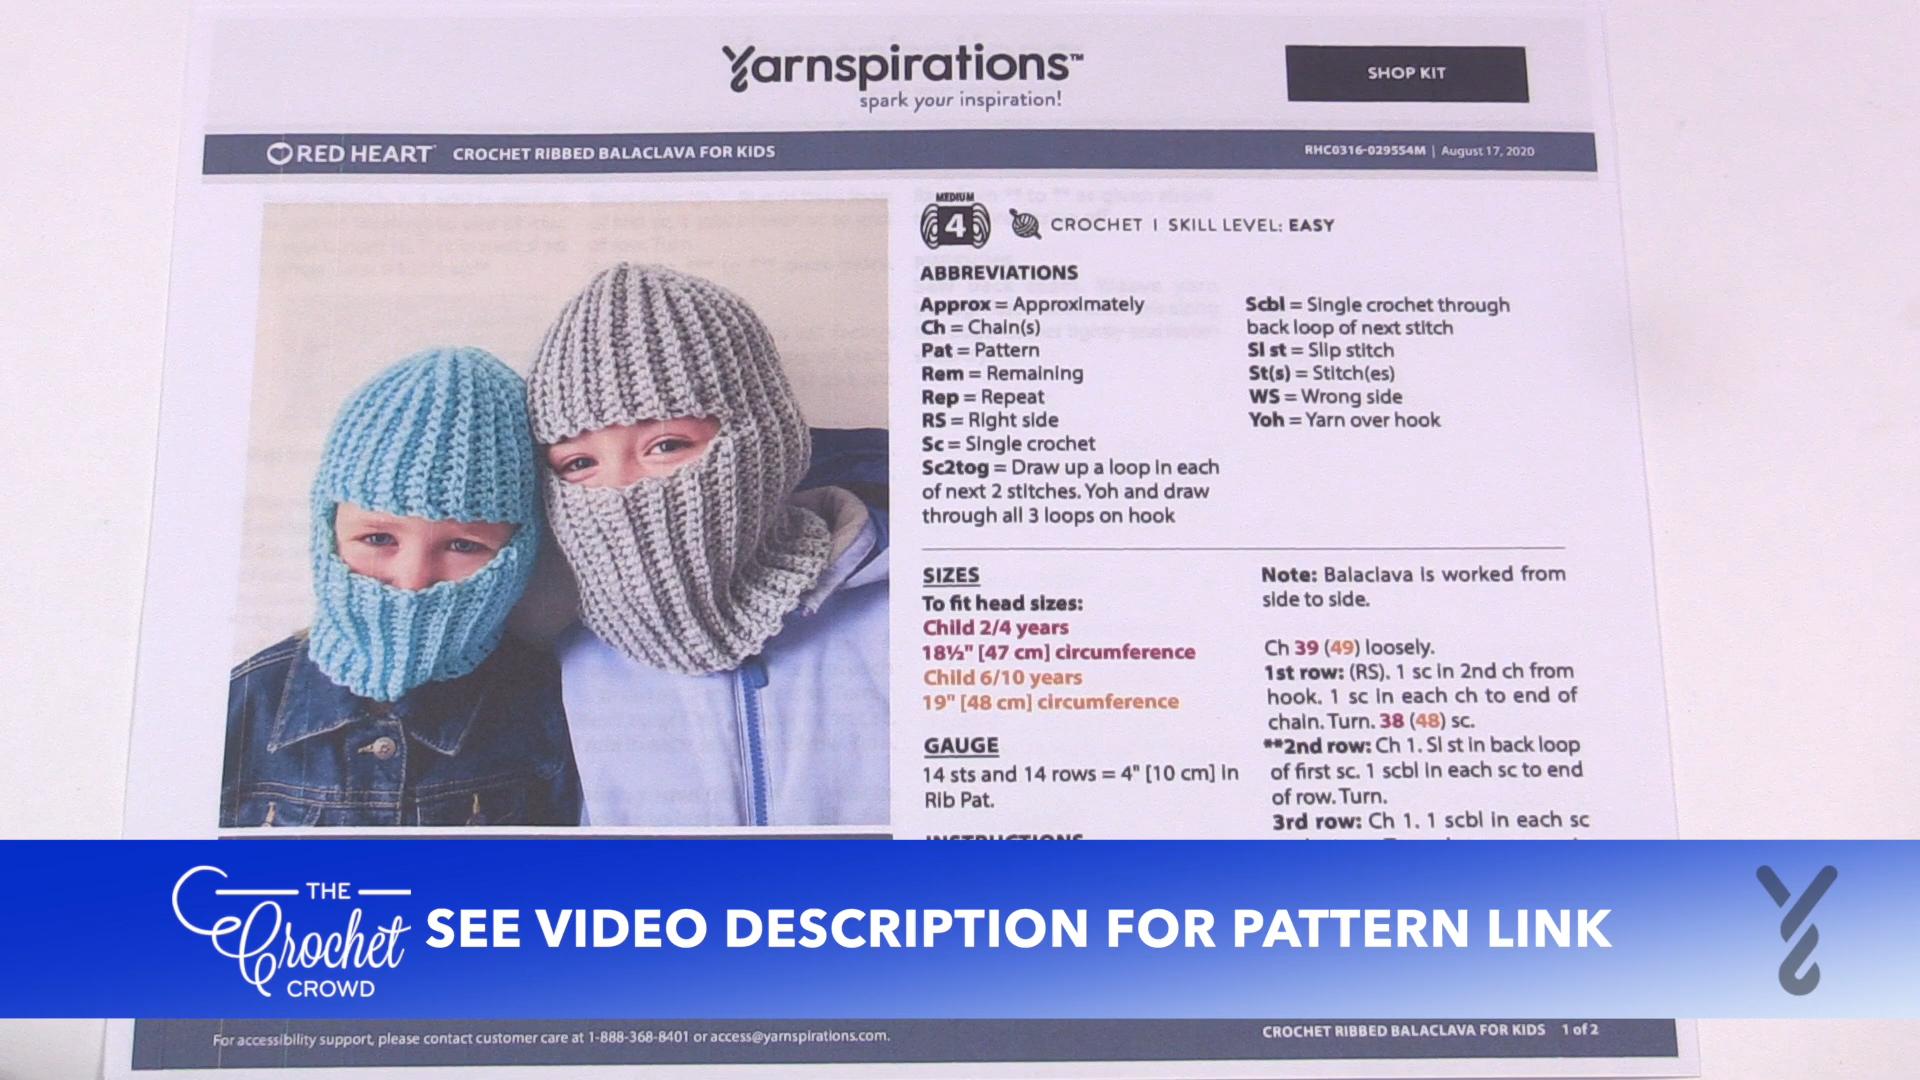 Yarnspirations™
spark your inspiration!
SHOP KIT
RED HEART® CROCHET RIBBED BALACLAVA FOR KIDS
RHC0316-029554M | August 17, 2020
MEDIUM
4
CROCHET I SKILL LEVEL: EASY
ABBREVIATIONS
Approx = Approximately
Ch = Chain(s)
Pat = Pattern
Rem = Remaining
Rep = Repeat
RS = Right side
Sc = Single crochet
Sc2tog = Draw up a loop in each
of next 2 stitches. Yoh and draw
through all 3 loops on hook
Scbl = Single crochet through
back loop of next stitch
Sl st = Slip stitch
St(s) = Stitch(es)
WS = Wrong side
Yoh = Yarn over hook
SIZES
To fit head sizes:
Child 2/4 years
18½" [47 cm] circumference
Child 6/10 years
19" [48 cm] circumference
GAUGE
14 sts and 14 rows = 4" [10 cm] in
Rib Pat.
INSTRUCTIONS
Note: Balaclava is worked from
side to side.
Ch 39 (49) loosely.
1st row: (RS). 1 sc in 2nd ch from
hook. 1 sc in each ch to end of
chain. Turn. 38 (48) sc.
**2nd row: Ch 1. Sl st in back loop
of first sc. 1 scbl in each sc to end
of row. Turn.
3rd row: Ch 1. 1 scbl in each sc
THE
Crochet
CROWD
SEE VIDEO DESCRIPTION FOR PATTERN LINK
For accessibility support, please contact customer care at 1-888-368-8401 or access@yarnspirations.com.
CROCHET RIBBED BALACLAVA FOR KIDS 1 of 2